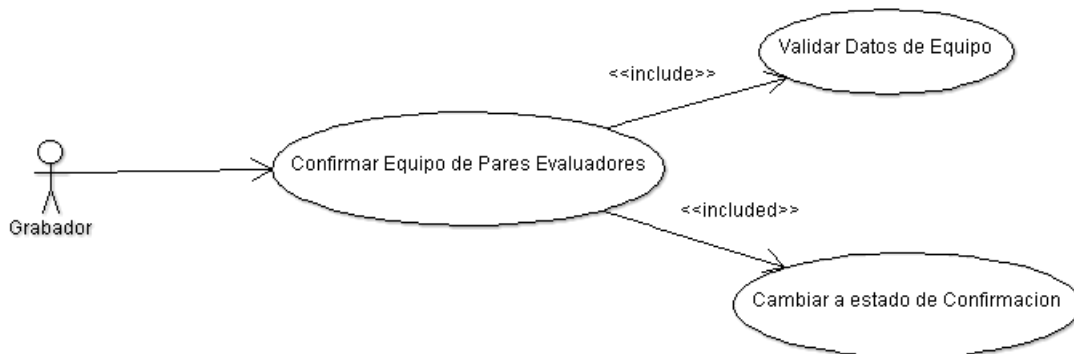 Validar Datos de Equipo
<<include>>
Confirmar Equipo de Pares Evaluadores
<<included>>
Grabador
Cambiar a estado de Confirmacion